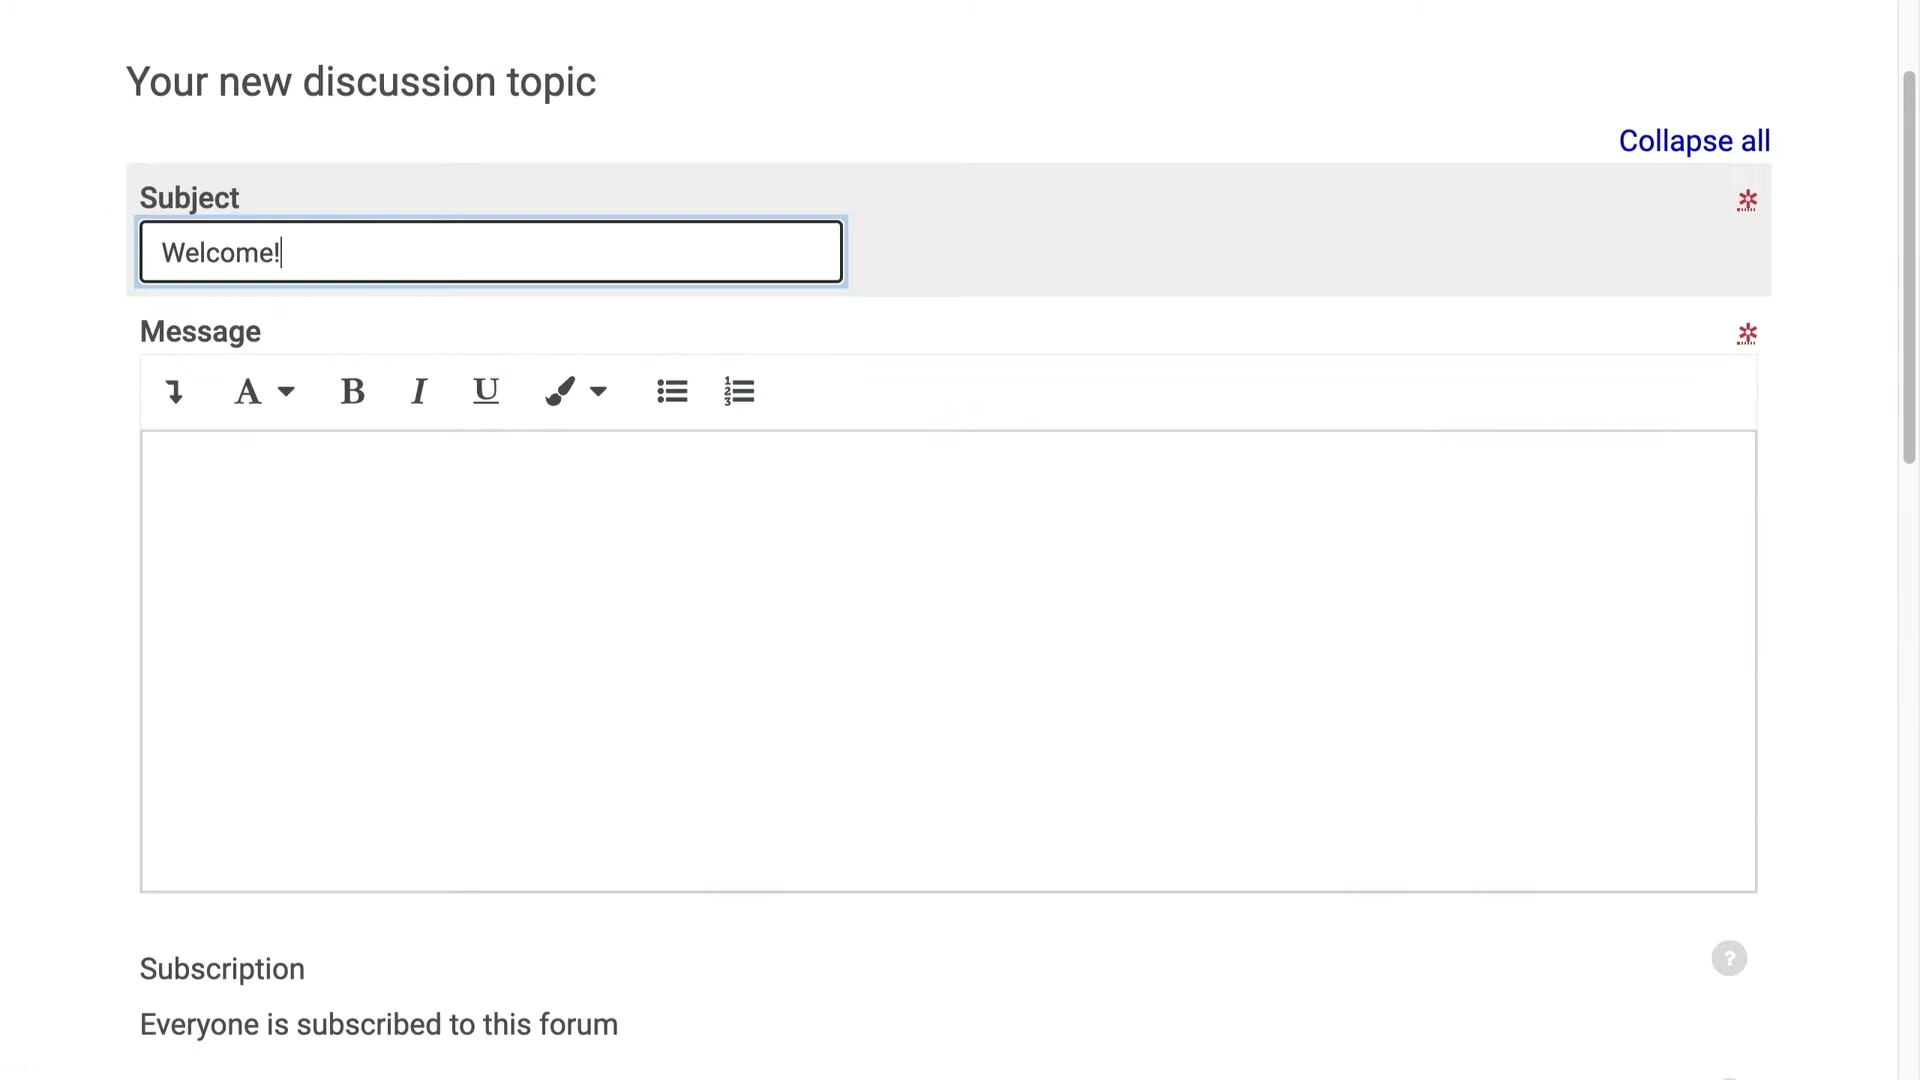 Your new discussion topic
Collapse all
Subject
Welcome!
Message
A B I U
Subscription
?
Everyone is subscribed to this forum